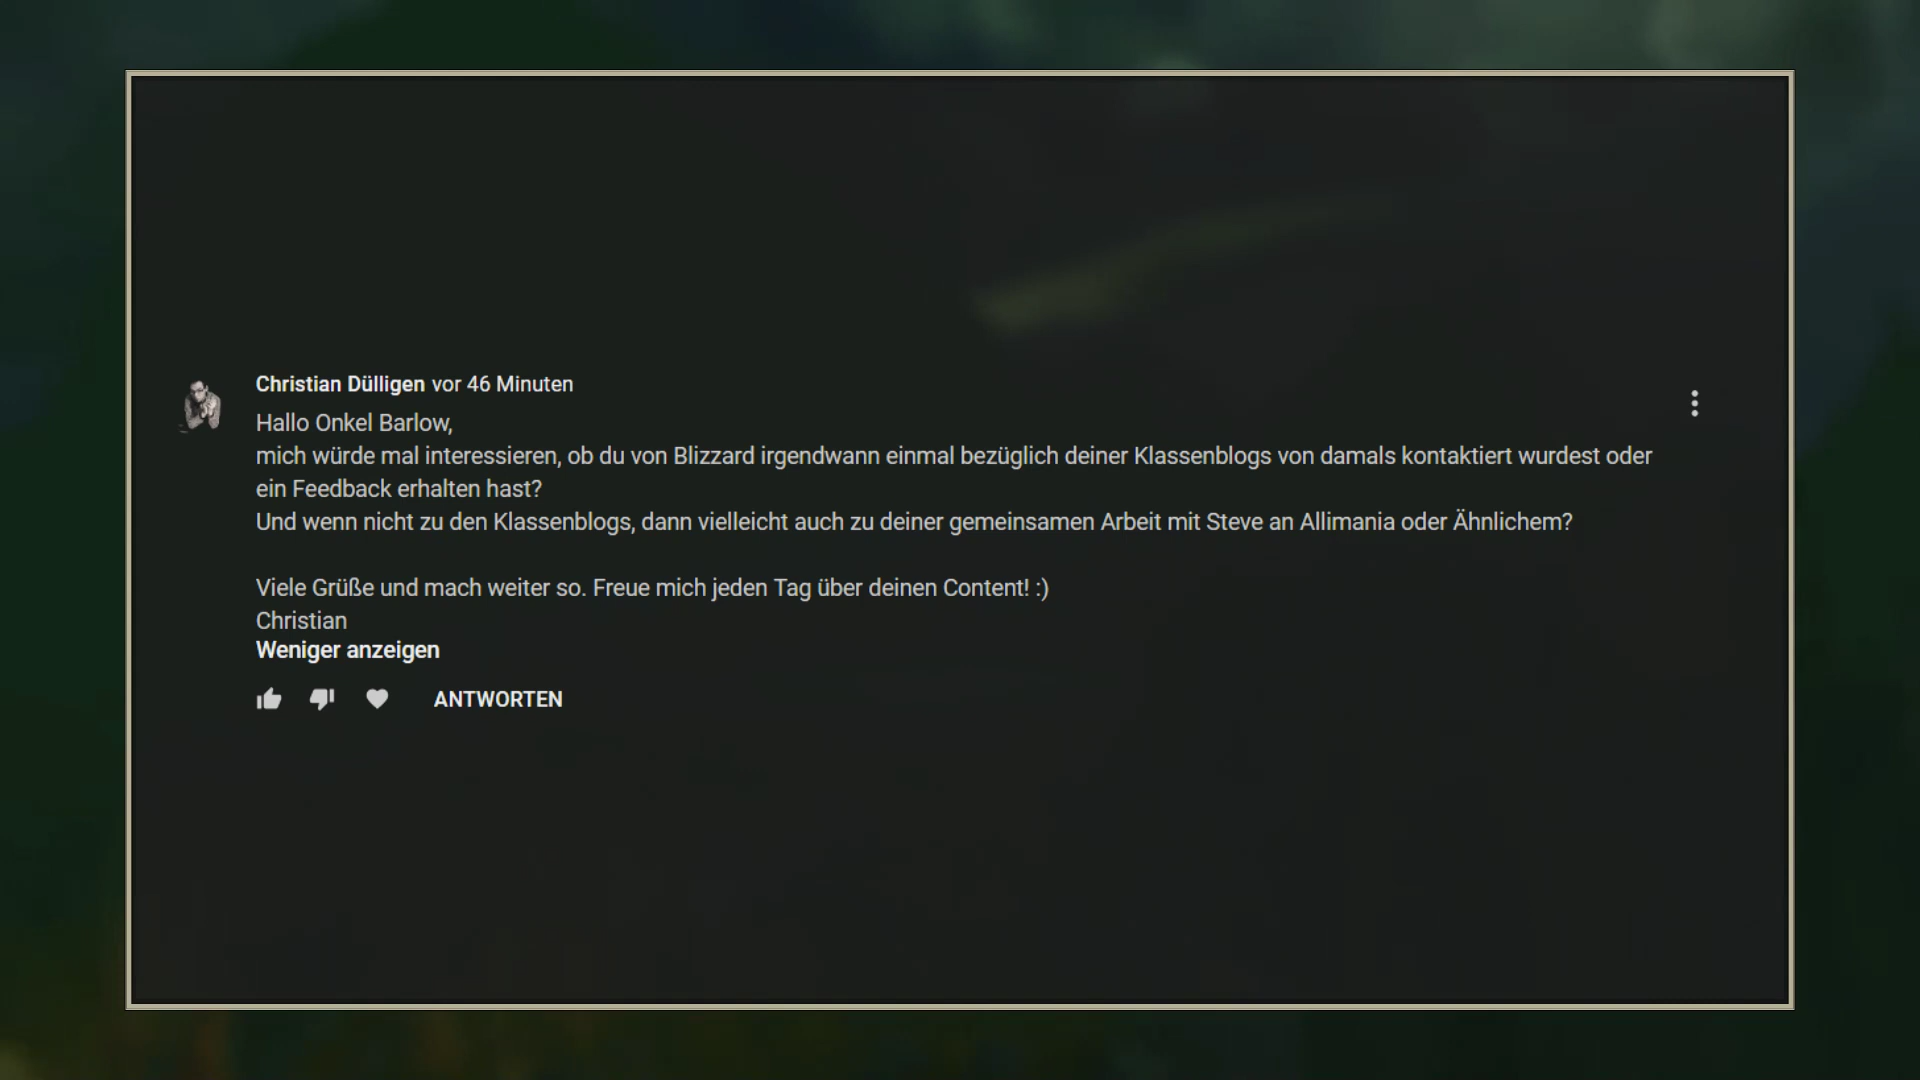 Christian Dülligen vor 46 Minuten
Hallo Onkel Barlow,
mich würde mal interessieren, ob du von Blizzard irgendwann einmal bezüglich deiner Klassenblogs von damals kontaktiert wurdest oder
ein Feedback erhalten hast?
Und wenn nicht zu den Klassenblogs, dann vielleicht auch zu deiner gemeinsamen Arbeit mit Steve an Allimania oder Ähnlichem?
Viele Grüße und mach weiter so. Freue mich jeden Tag über deinen Content! :)
Christian
Weniger anzeigen
ANTWORTEN